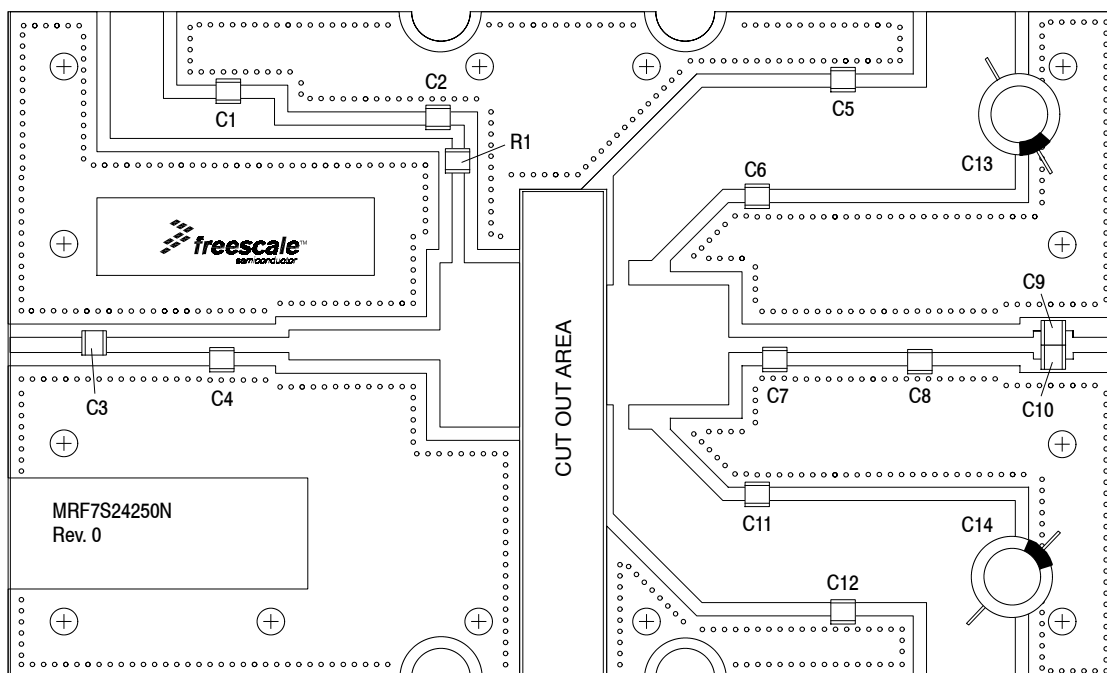 C1
C2
R1
C5
C6
C13
freescale™
semiconductor
C9
C3
C4
C7
C8
C10
CUT OUT AREA
MRF7S24250N
Rev. 0
C11
C14
C12